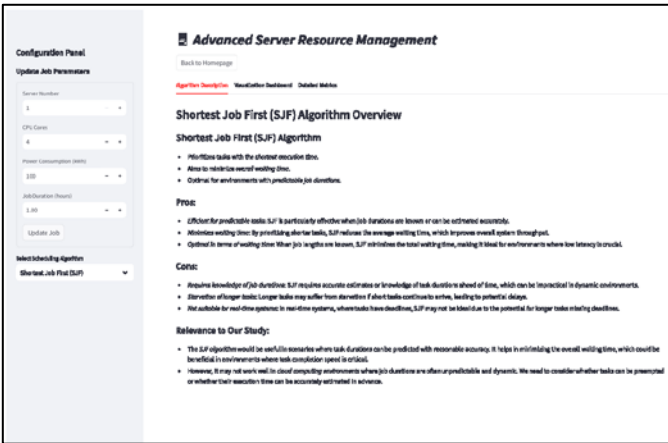 Configuration Panel
Update Job Parameters
Server Number
1
CPU Cores
4
Power Consumption (Watt)
100
Job Duration (hours)
1.00
Update Job
Select Scheduling Algorithm
Shortest Job First (SJF)
Advanced Server Resource Management
Back to Homepage
Algorithm Description Visualization Dashboard Detailed Metrics
Shortest Job First (SJF) Algorithm Overview
Shortest Job First (SJF) Algorithm
• Prioritizes tasks with the shortest execution time.
• Aims to minimize overall waiting time.
• Optimal for environments with predictable job durations.
Pros:
• Efficient for predictable tasks: SJF is particularly effective when job durations are known or can be estimated accurately.
• Minimizes waiting time: By prioritizing shorter tasks, SJF reduces the average waiting time, which improves overall system throughput.
• Optimal in terms of waiting time: When job lengths are known, SJF minimizes the total waiting time, making it ideal for environments where low latency is crucial.
Cons:
• Requires knowledge of job durations: SJF requires accurate estimates or knowledge of task durations ahead of time, which can be impractical in dynamic environments.
• Starvation of longer tasks: Longer tasks may suffer from starvation if short tasks continue to arrive, leading to potential delays.
• Not suitable for real-time systems: In real-time systems, where tasks have deadlines, SJF may not be ideal due to the potential for longer tasks missing deadlines.
Relevance to Our Study:
• The SJF algorithm would be useful in scenarios where task durations can be predicted with reasonable accuracy. It helps in minimizing the overall waiting time, which could be
beneficial in environments where task completion speed is critical.
• However, it may not work well in cloud computing environments where job durations are often unpredictable and dynamic. We need to consider whether tasks can be preempted
or whether their execution time can be accurately estimated in advance.